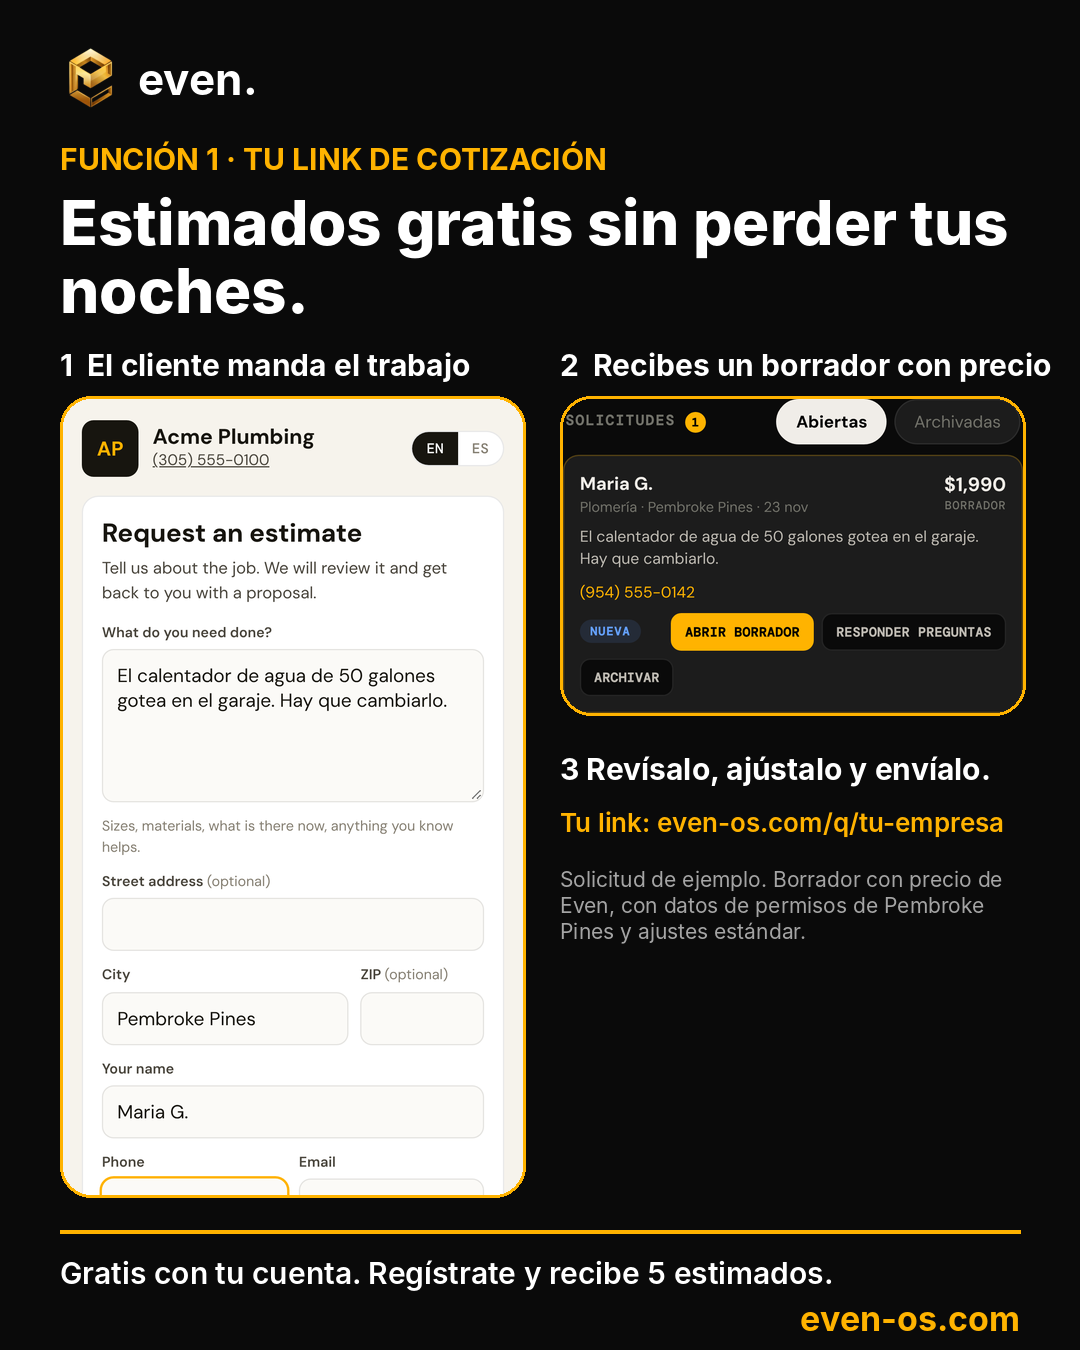 even.
FUNCIÓN 1 · TU LINK DE COTIZACIÓN
Estimados gratis sin perder tus
noches.
1 El cliente manda el trabajo
AP
Acme Plumbing
(305) 555-0100
EN ES
Request an estimate
Tell us about the job. We will review it and get
back to you with a proposal.
What do you need done?
El calentador de agua de 50 galones
gotea en el garaje. Hay que cambiarlo.
Sizes, materials, what is there now, anything you know
helps.
Street address (optional)
City ZIP (optional)
Pembroke Pines
Your name
Maria G.
Phone Email
2 Recibes un borrador con precio
SOLICITUDES 1 Abiertas Archivadas
Maria G. $1,990
Plomería · Pembroke Pines · 23 nov BORRADOR
El calentador de agua de 50 galones gotea en el garaje.
Hay que cambiarlo.
(954) 555-0142
NUEVA ABRIR BORRADOR RESPONDER PREGUNTAS
ARCHIVAR
3 Revísalo, ajústalo y envíalo.
Tu link: even-os.com/q/tu-empresa
Solicitud de ejemplo. Borrador con precio de
Even, con datos de permisos de Pembroke
Pines y ajustes estándar.
Gratis con tu cuenta. Regístrate y recibe 5 estimados.
even-os.com